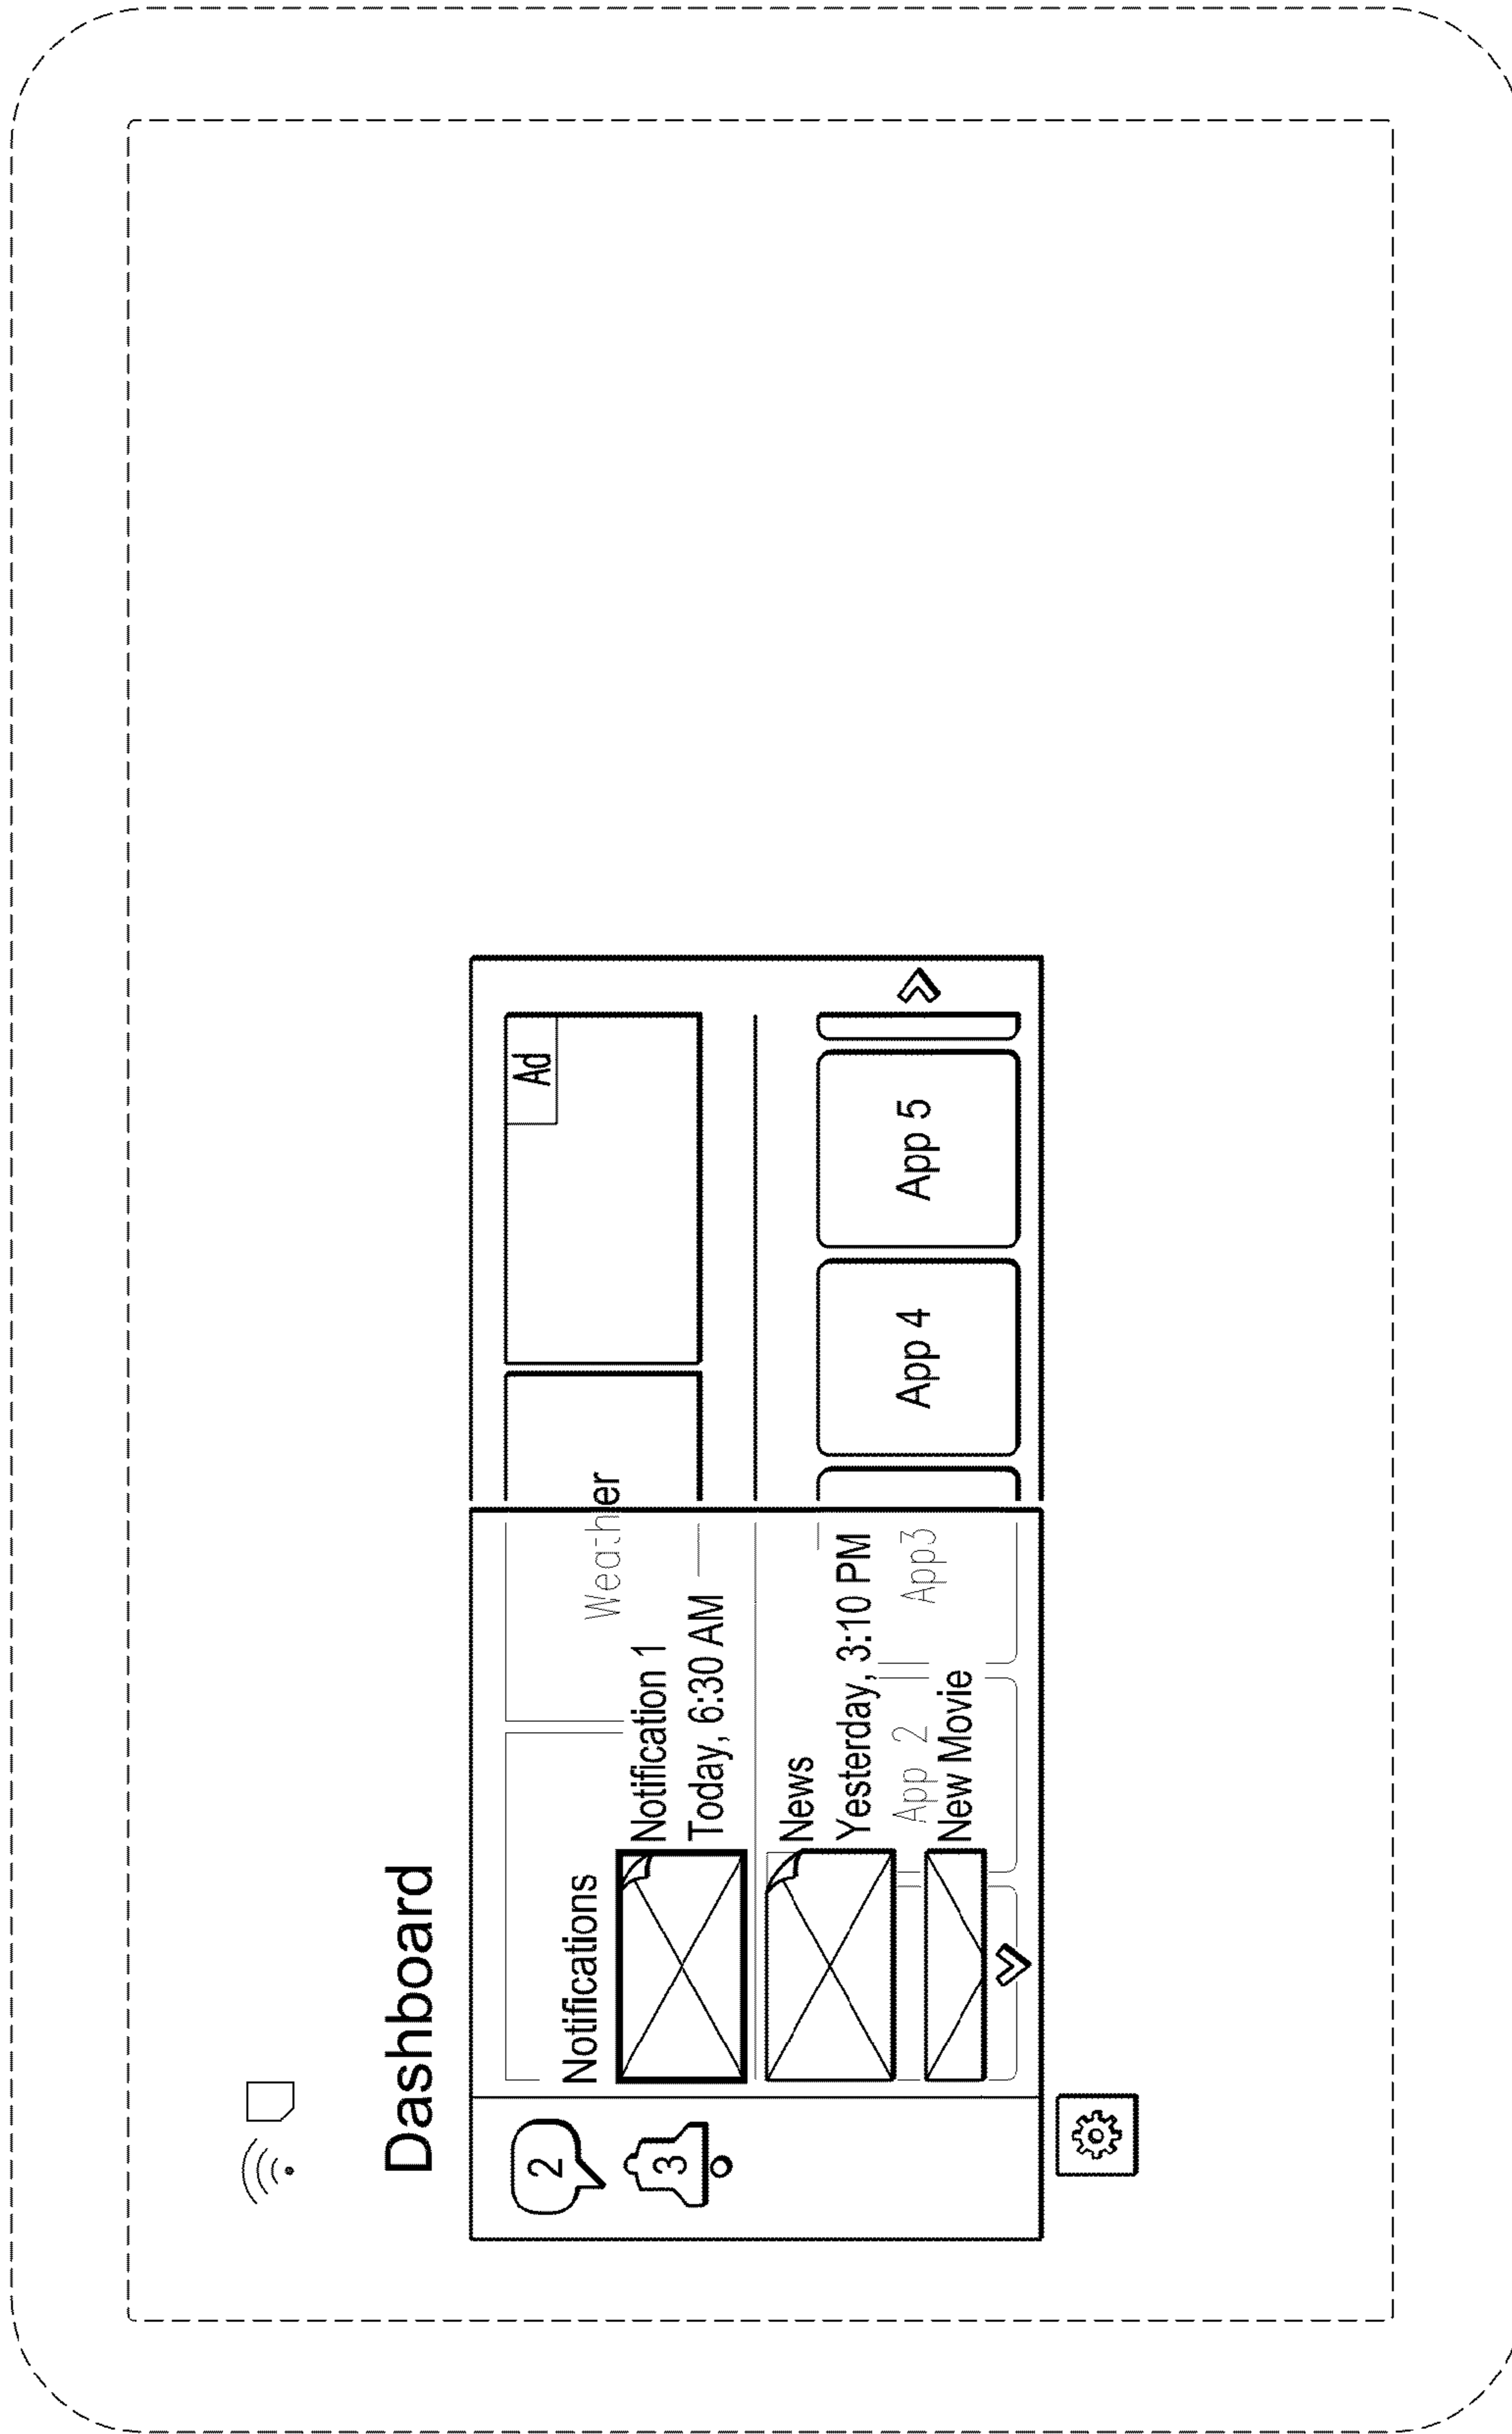 Dashboard
2
3
Notifications
Notification 1
Today, 6:30 AM
News
Yesterday, 3:10 PM
New Movie
Weather
Ad
App 2
App3
App 4
App 5